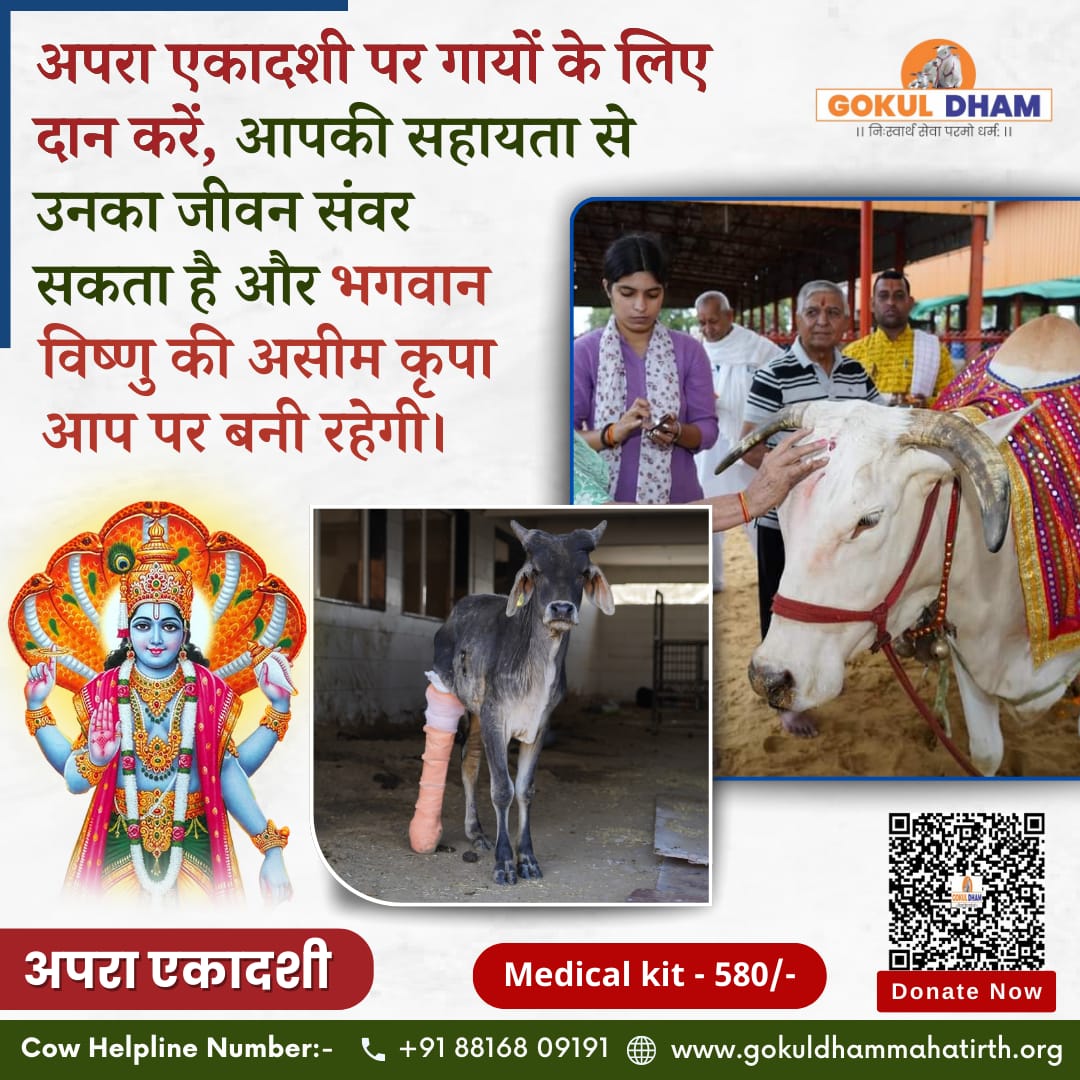 अपरा एकादशी पर गायों के लिए
दान करें, आपकी सहायता से
उनका जीवन संवर
सकता है और भगवान
विष्णु की असीम कृपा
आप पर बनी रहेगी।
GOKUL DHAM
।। निःस्वार्थ सेवा परमो धर्म: ।।
GOKUL DHAM
अपरा एकादशी
Medical kit - 580/-
Donate Now
Cow Helpline Number:- +91 88168 09191 www.gokuldhammahatirth.org